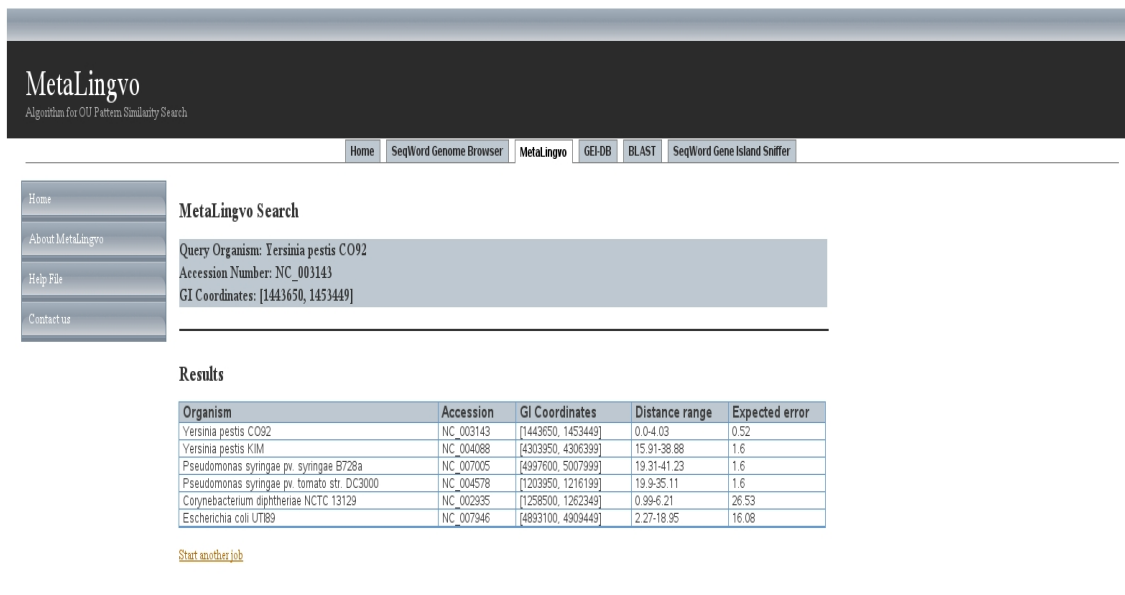 MetaLingvo
Algorithm for OU Pattern Similarity Search
Home SeqWord Genome Browser MetaLingvo GEI-DB BLAST SeqWord Gene Island Sniffer
Home
About MetaLingvo
Help File
Contact us
MetaLingvo Search
Query Organism: Yersinia pestis CO92
Accession Number: NC_003143
GI Coordinates: [1443650, 1453449]
Results
Organism Accession GI Coordinates Distance range Expected error
Yersinia pestis CO92 NC_003143 [1443650, 1453449] 0.0-4.03 0.52
Yersinia pestis KIM NC_004088 [4303950, 4306399] 15.91-38.88 1.6
Pseudomonas syringae pv. syringae B728a NC_007005 [4997600, 5007999] 19.31-41.23 1.6
Pseudomonas syringae pv. tomato str. DC3000 NC_004578 [1203950, 1216199] 19.9-35.11 1.6
Corynebacterium diphtheriae NCTC 13129 NC_002935 [1258500, 1262349] 0.99-6.21 26.53
Escherichia coli UTI89 NC_007946 [4893100, 4909449] 2.27-18.95 16.08
Start another job